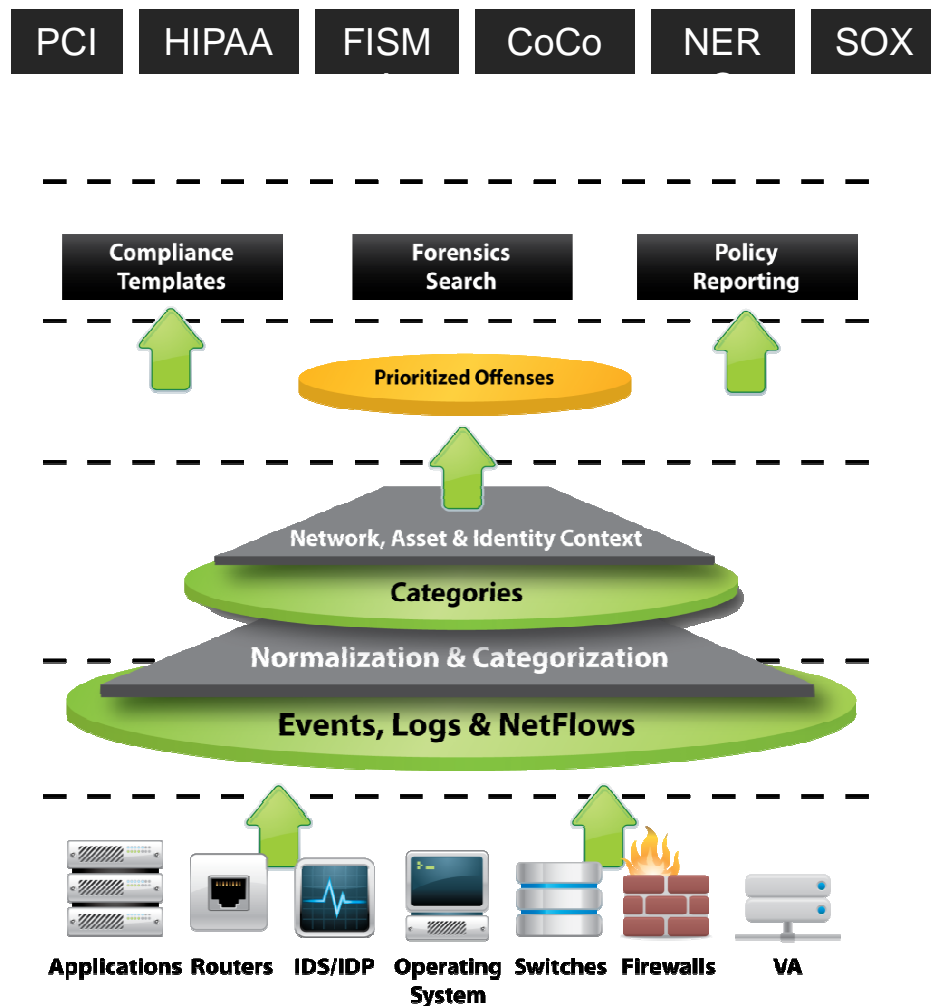 PCI HIPAA FISM CoCo NER SOX
Compliance
Templates
Forensics
Search
Policy
Reporting
Prioritized Offenses
Network, Asset & Identity Context
Categories
Normalization & Categorization
Events, Logs & NetFlows
Applications Routers IDS/IDP Operating
System
Switches Firewalls VA